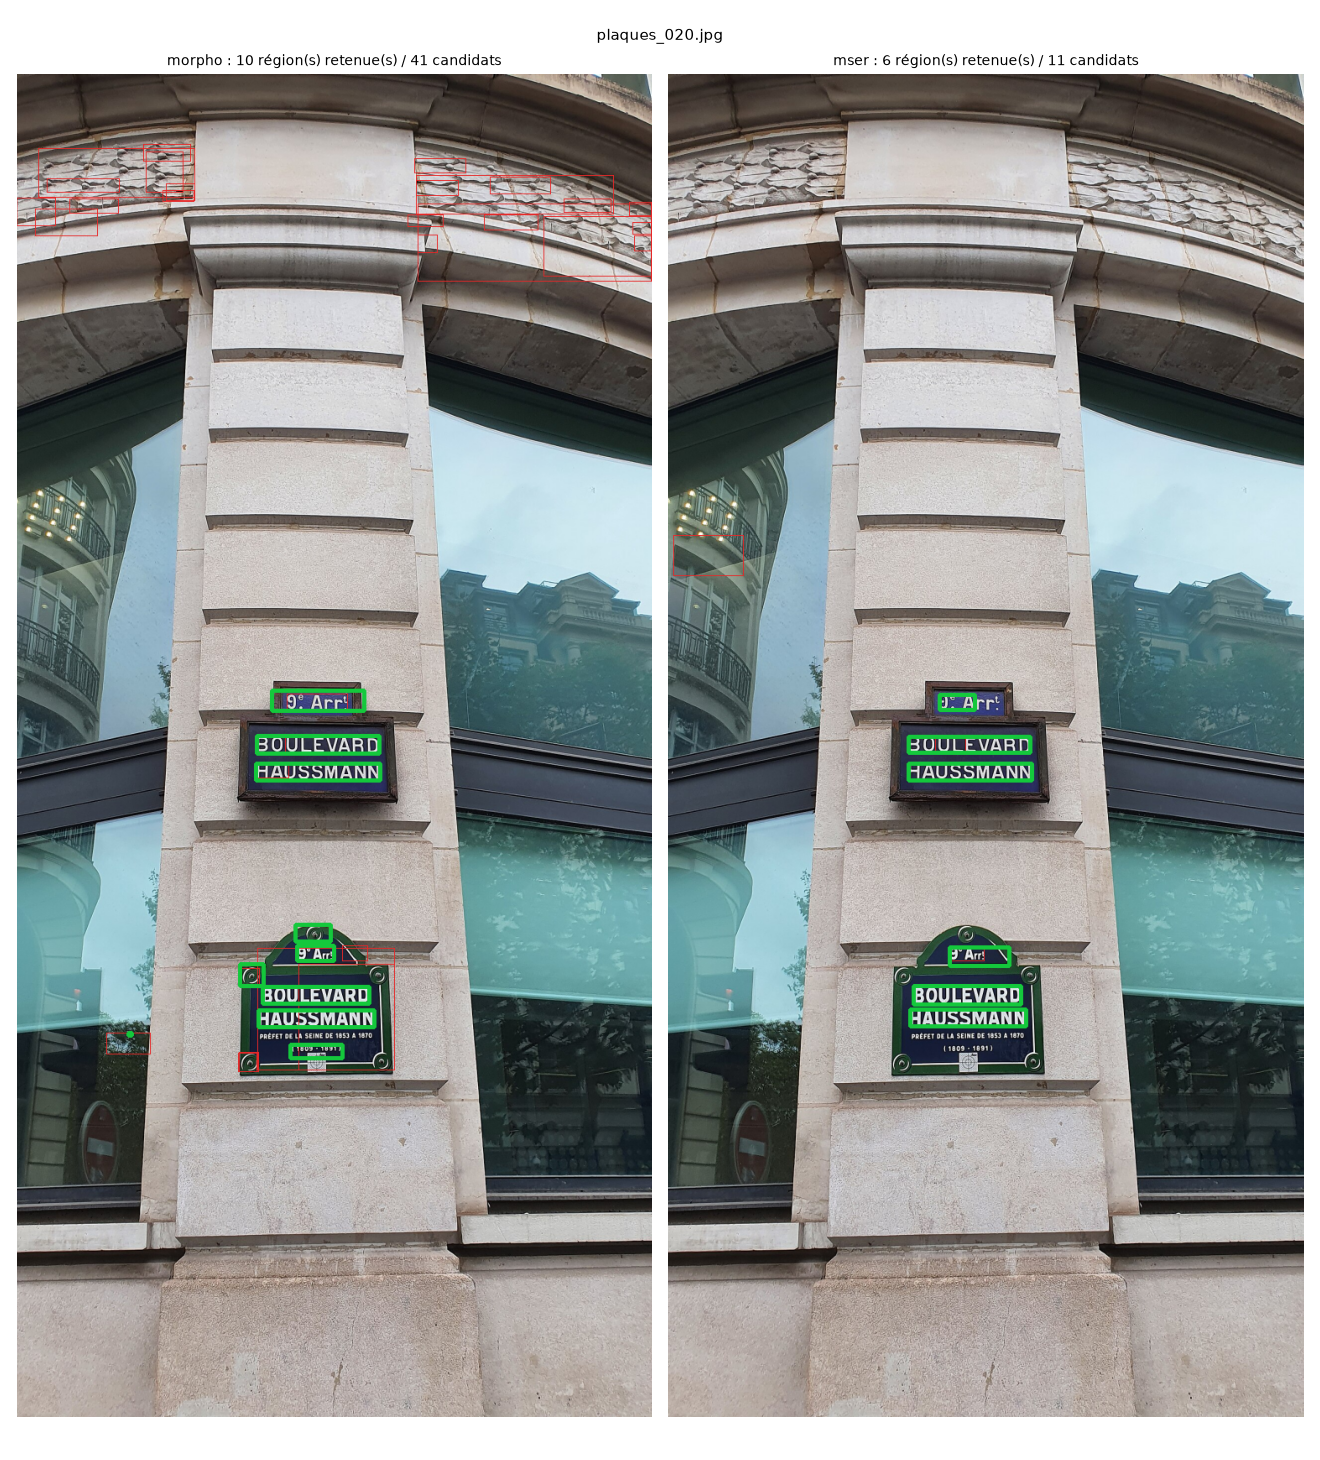 plaques_020.jpg
morpho : 10 région(s) retenue(s) / 41 candidats
9e Arrt
BOULEVARD
HAUSSMANN
9e Arrt
BOULEVARD
HAUSSMANN
PRÉFET DE LA SEINE DE 1853 A 1870
(1809 - 1891)
mser : 6 région(s) retenue(s) / 11 candidats
9e Arrt
BOULEVARD
HAUSSMANN
9e Arrt
BOULEVARD
HAUSSMANN
PRÉFET DE LA SEINE DE 1853 A 1870
(1809 - 1891)